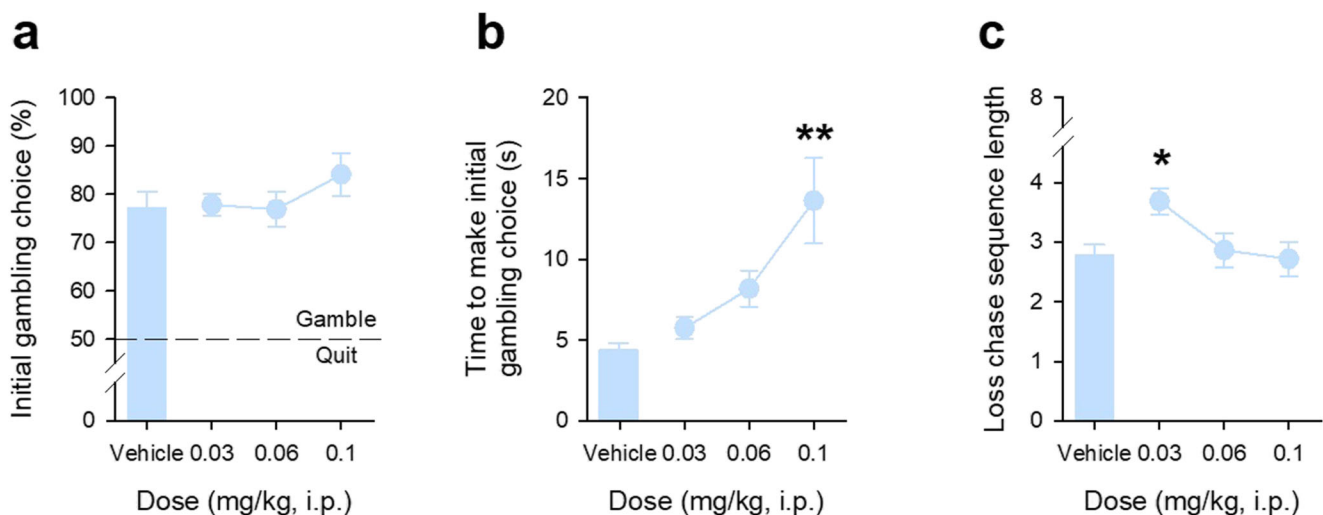 a
Initial gambling choice (%)
100
90
80
70
60
50
0
Gamble
Quit
Vehicle 0.03 0.06 0.1
Dose (mg/kg, i.p.)
b
Time to make initial
gambling choice (s)
20
15
10
5
0
**
Vehicle 0.03 0.06 0.1
Dose (mg/kg, i.p.)
c
Loss chase sequence length
8
4
3
2
1
0
*
Vehicle 0.03 0.06 0.1
Dose (mg/kg, i.p.)